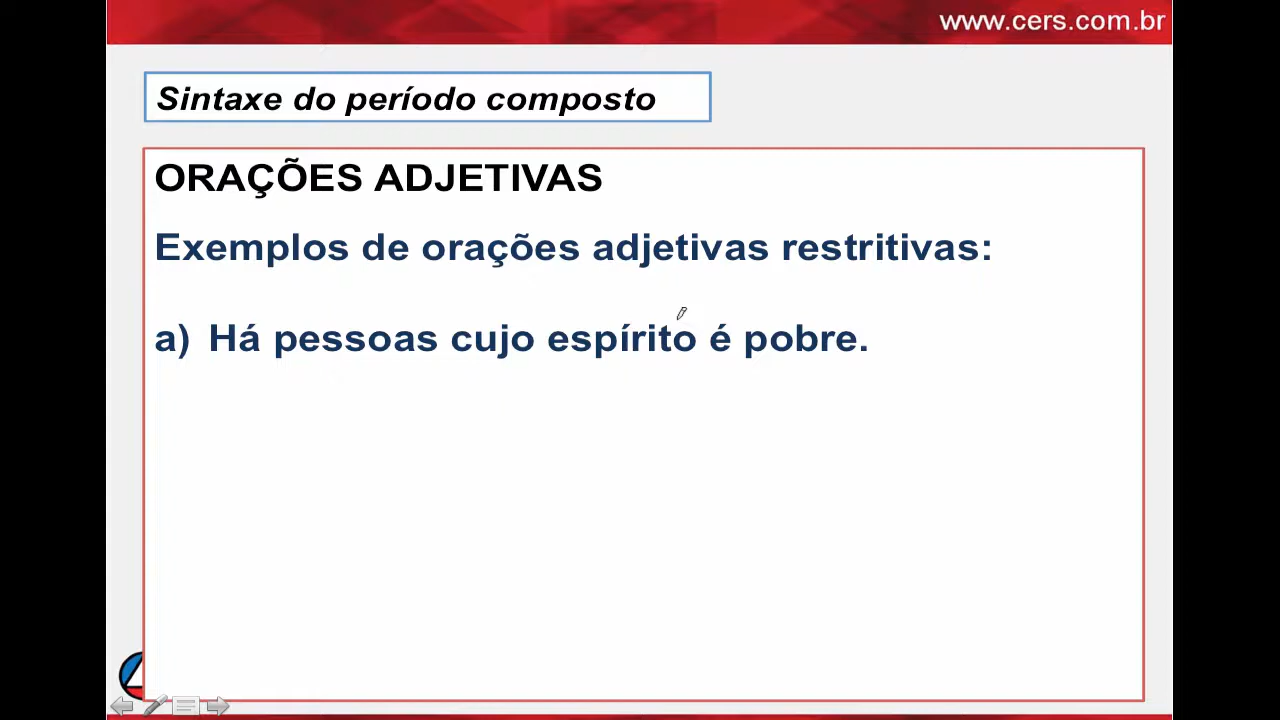 www.cers.com.br
Sintaxe do período composto
ORAÇÕES ADJETIVAS
Exemplos de orações adjetivas restritivas:
a) Há pessoas cujo espírito é pobre.